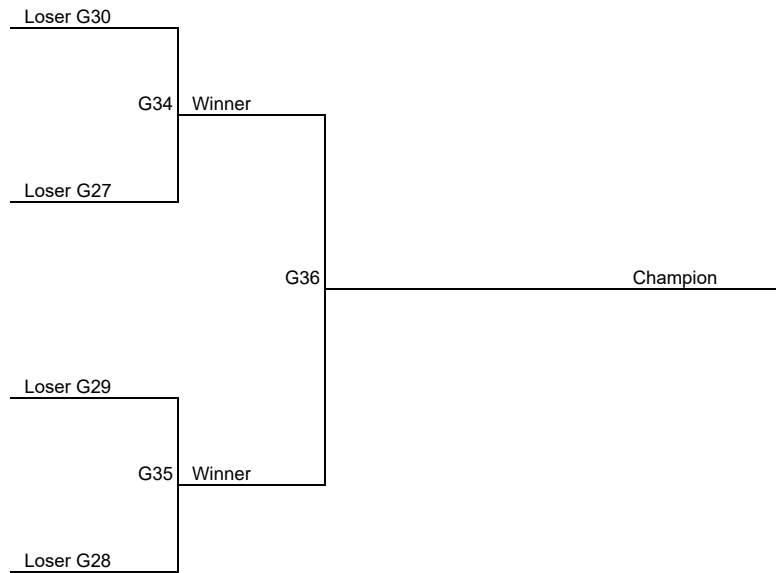 Loser G30
G34 Winner
Loser G27
G36 Champion
Loser G29
G35 Winner
Loser G28